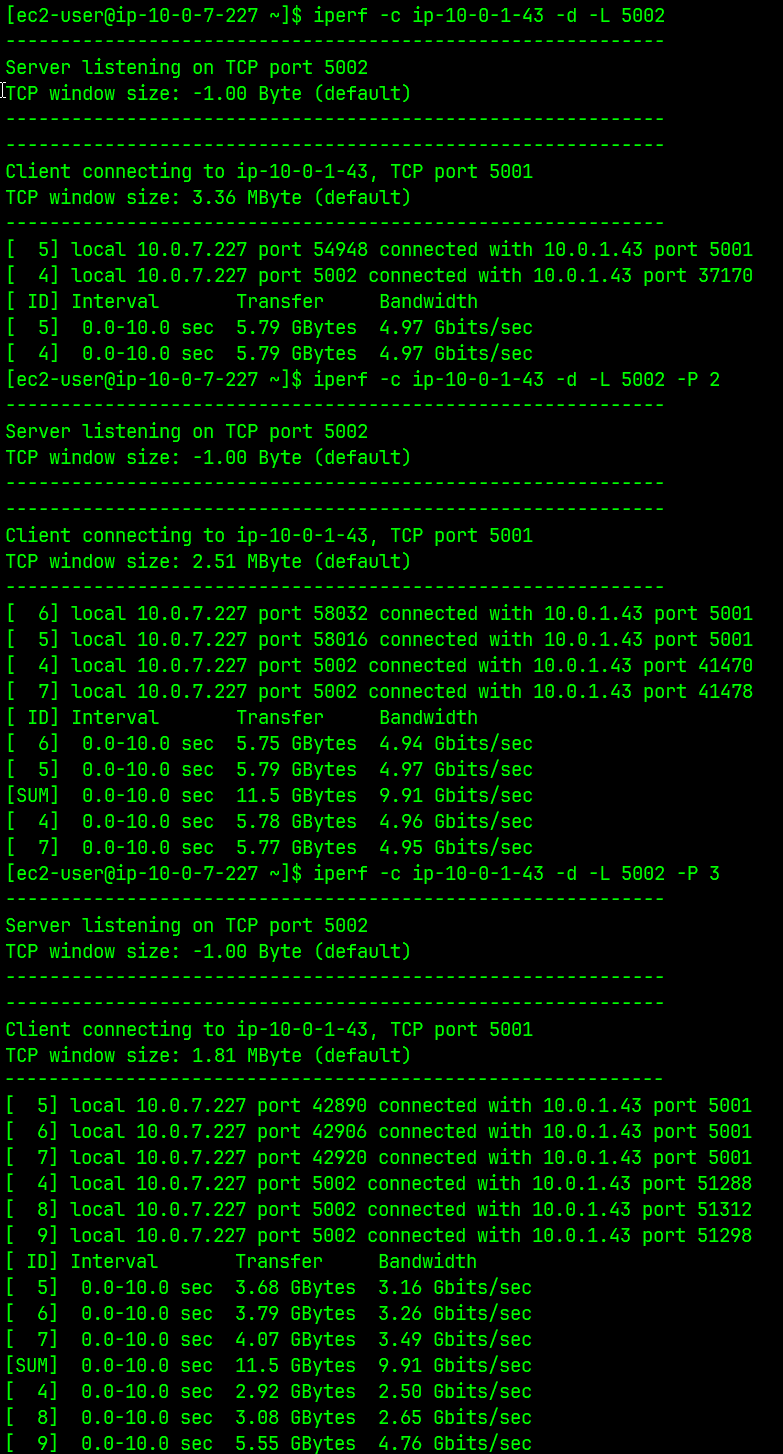 [ec2-user@ip-10-0-7-227 ~]$ iperf -c ip-10-0-1-43 -d -L 5002
------------------------------------------------------------
Server listening on TCP port 5002
TCP window size: -1.00 Byte (default)
------------------------------------------------------------
------------------------------------------------------------
Client connecting to ip-10-0-1-43, TCP port 5001
TCP window size: 3.36 MByte (default)
------------------------------------------------------------
[  5] local 10.0.7.227 port 54948 connected with 10.0.1.43 port 5001
[  4] local 10.0.7.227 port 5002 connected with 10.0.1.43 port 37170
[ ID] Interval       Transfer     Bandwidth
[  5]  0.0-10.0 sec  5.79 GBytes  4.97 Gbits/sec
[  4]  0.0-10.0 sec  5.79 GBytes  4.97 Gbits/sec
[ec2-user@ip-10-0-7-227 ~]$ iperf -c ip-10-0-1-43 -d -L 5002 -P 2
------------------------------------------------------------
Server listening on TCP port 5002
TCP window size: -1.00 Byte (default)
------------------------------------------------------------
------------------------------------------------------------
Client connecting to ip-10-0-1-43, TCP port 5001
TCP window size: 2.51 MByte (default)
------------------------------------------------------------
[  6] local 10.0.7.227 port 58032 connected with 10.0.1.43 port 5001
[  5] local 10.0.7.227 port 58016 connected with 10.0.1.43 port 5001
[  4] local 10.0.7.227 port 5002 connected with 10.0.1.43 port 41470
[  7] local 10.0.7.227 port 5002 connected with 10.0.1.43 port 41478
[ ID] Interval       Transfer     Bandwidth
[  6]  0.0-10.0 sec  5.75 GBytes  4.94 Gbits/sec
[  5]  0.0-10.0 sec  5.79 GBytes  4.97 Gbits/sec
[SUM]  0.0-10.0 sec  11.5 GBytes  9.91 Gbits/sec
[  4]  0.0-10.0 sec  5.78 GBytes  4.96 Gbits/sec
[  7]  0.0-10.0 sec  5.77 GBytes  4.95 Gbits/sec
[ec2-user@ip-10-0-7-227 ~]$ iperf -c ip-10-0-1-43 -d -L 5002 -P 3
------------------------------------------------------------
Server listening on TCP port 5002
TCP window size: -1.00 Byte (default)
------------------------------------------------------------
------------------------------------------------------------
Client connecting to ip-10-0-1-43, TCP port 5001
TCP window size: 1.81 MByte (default)
------------------------------------------------------------
[  5] local 10.0.7.227 port 42890 connected with 10.0.1.43 port 5001
[  6] local 10.0.7.227 port 42906 connected with 10.0.1.43 port 5001
[  7] local 10.0.7.227 port 42920 connected with 10.0.1.43 port 5001
[  4] local 10.0.7.227 port 5002 connected with 10.0.1.43 port 51288
[  8] local 10.0.7.227 port 5002 connected with 10.0.1.43 port 51312
[  9] local 10.0.7.227 port 5002 connected with 10.0.1.43 port 51298
[ ID] Interval       Transfer     Bandwidth
[  5]  0.0-10.0 sec  3.68 GBytes  3.16 Gbits/sec
[  6]  0.0-10.0 sec  3.79 GBytes  3.26 Gbits/sec
[  7]  0.0-10.0 sec  4.07 GBytes  3.49 Gbits/sec
[SUM]  0.0-10.0 sec  11.5 GBytes  9.91 Gbits/sec
[  4]  0.0-10.0 sec  2.92 GBytes  2.50 Gbits/sec
[  8]  0.0-10.0 sec  3.08 GBytes  2.65 Gbits/sec
[  9]  0.0-10.0 sec  5.55 GBytes  4.76 Gbits/sec